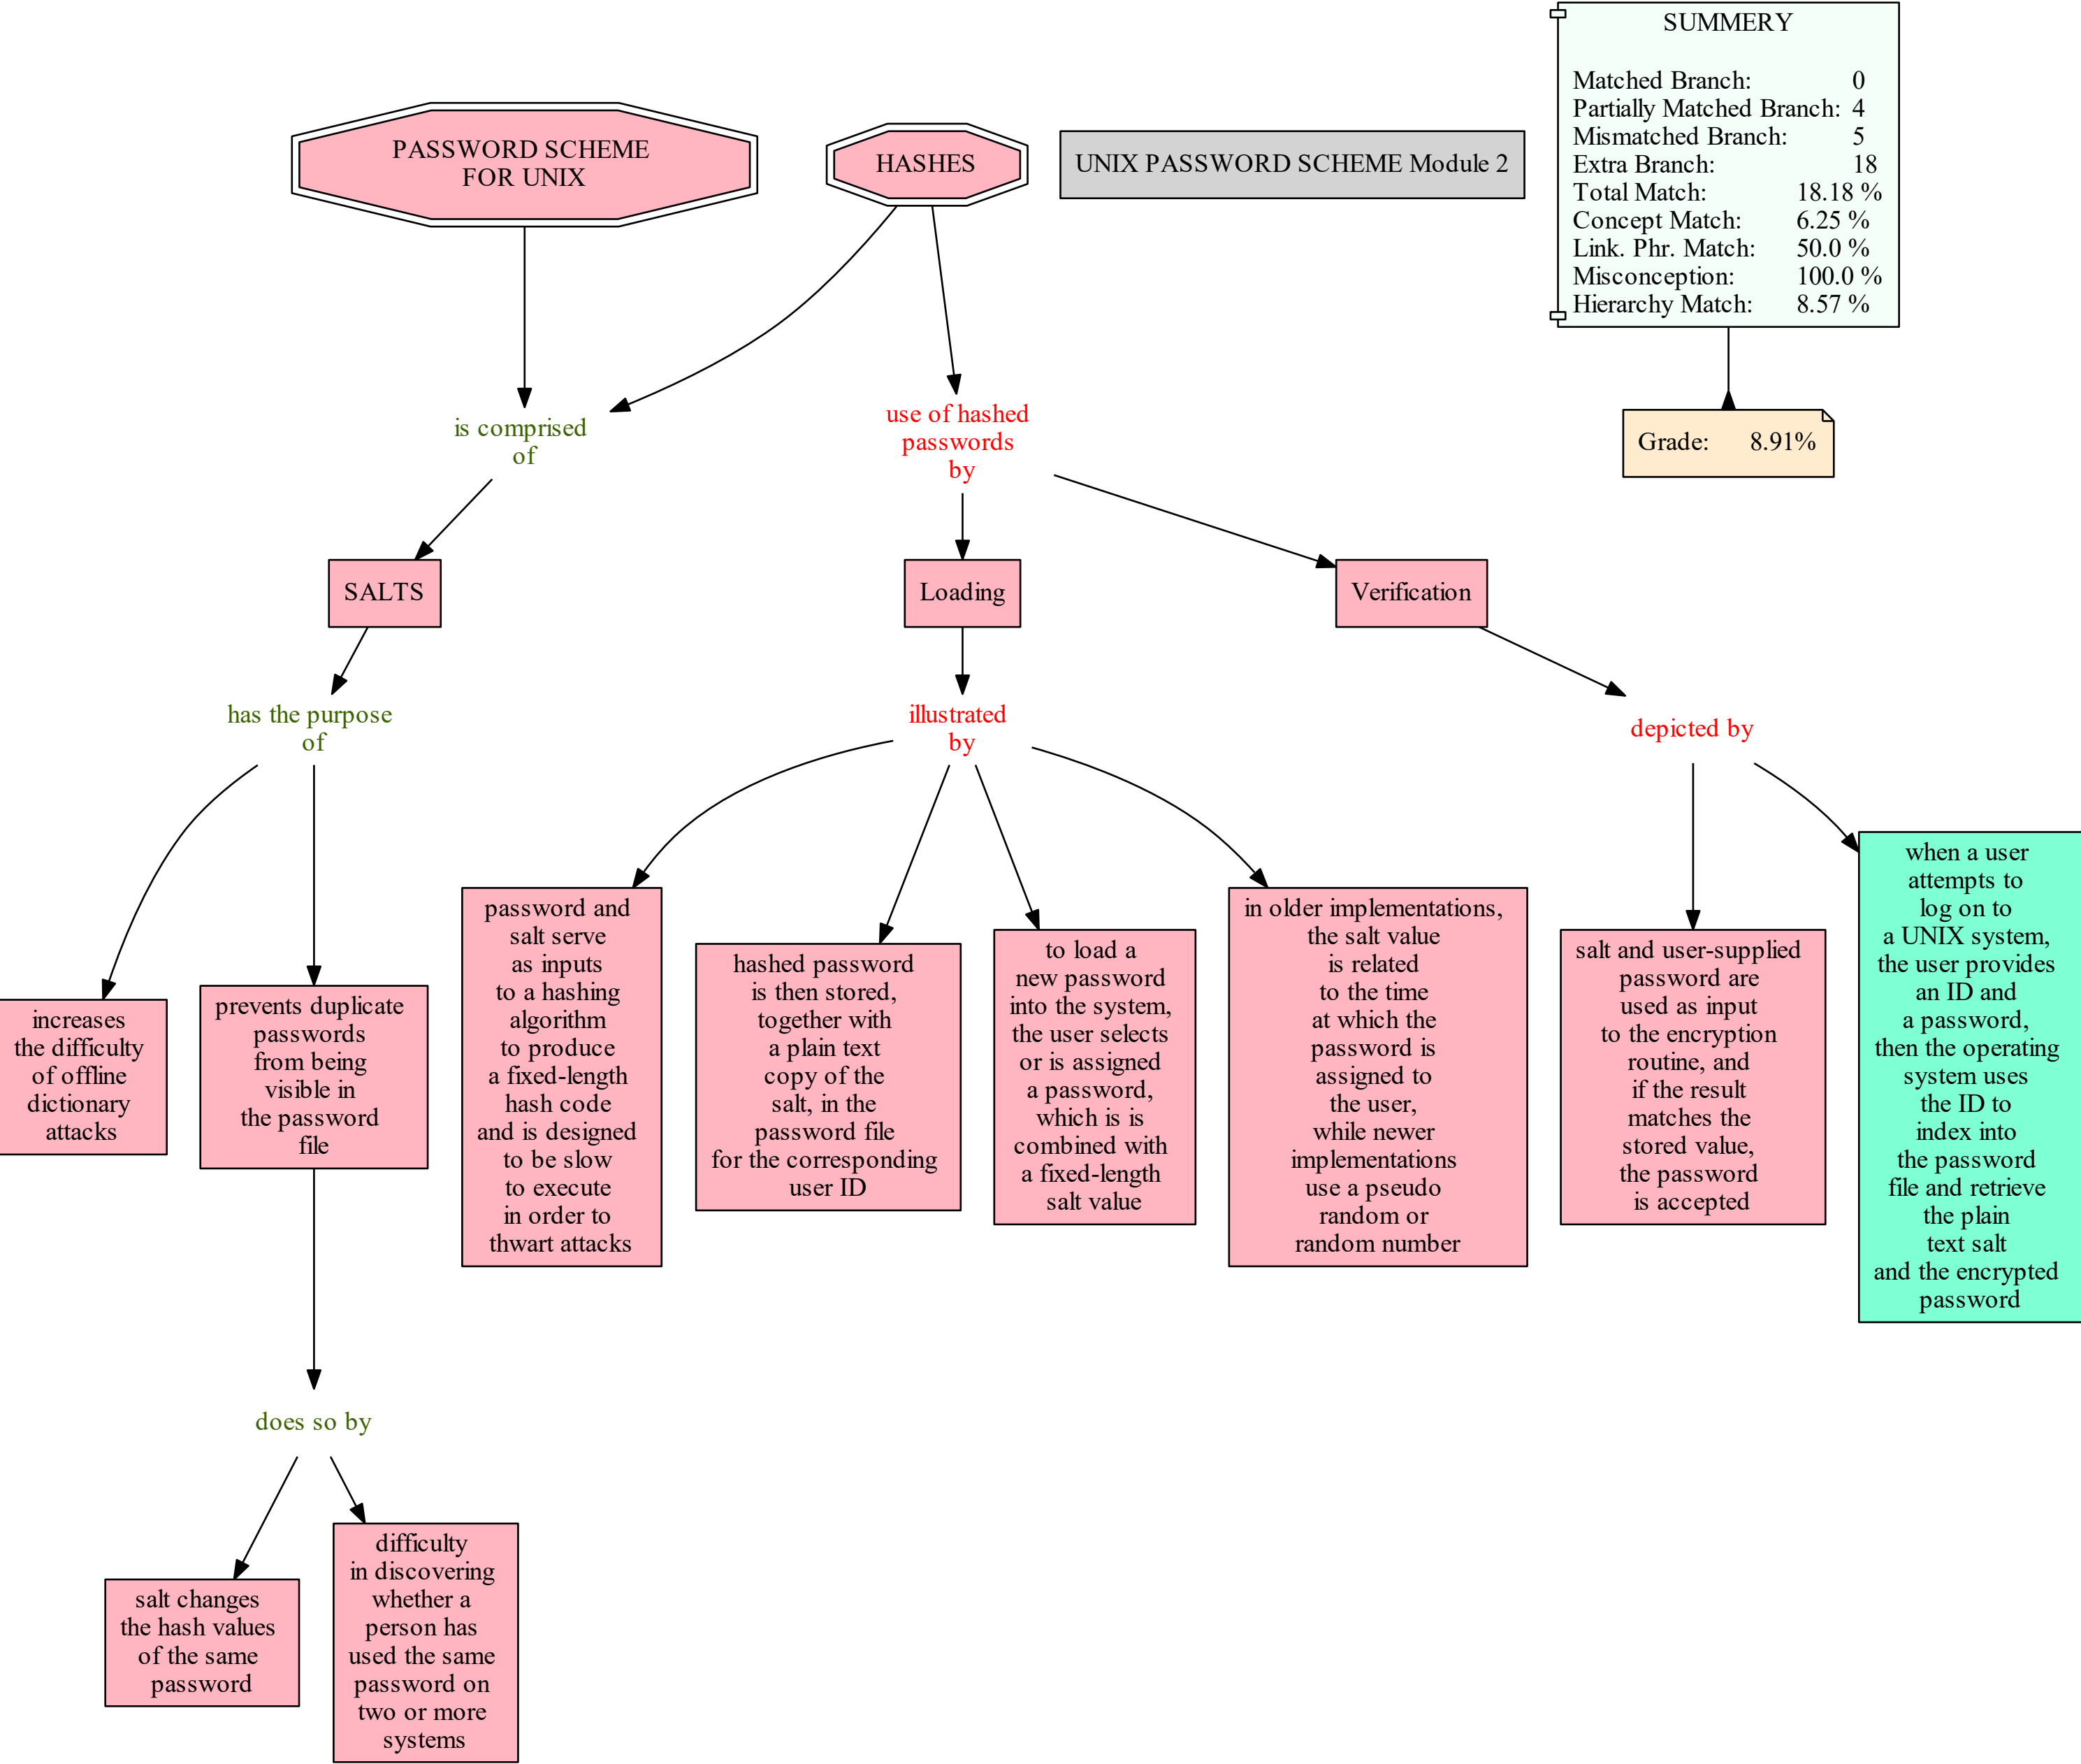 SUMMERY
Matched Branch: 0
Partially Matched Branch: 4
Mismatched Branch: 5
Extra Branch: 18
Total Match: 18.18 %
Concept Match: 6.25 %
Link. Phr. Match: 50.0 %
Misconception: 100.0 %
Hierarchy Match: 8.57 %
PASSWORD SCHEME
FOR UNIX
HASHES
UNIX PASSWORD SCHEME Module 2
Grade: 8.91%
is comprised
of
use of hashed
passwords
by
SALTS
Loading
Verification
has the purpose
of
illustrated
by
depicted by
increases
the difficulty
of offline
dictionary
attacks
prevents duplicate
passwords
from being
visible in
the password
file
password and
salt serve
as inputs
to a hashing
algorithm
to produce
a fixed-length
hash code
and is designed
to be slow
to execute
in order to
thwart attacks
hashed password
is then stored,
together with
a plain text
copy of the
salt, in the
password file
for the corresponding
user ID
to load a
new password
into the system,
the user selects
or is assigned
a password,
which is is
combined with
a fixed-length
salt value
in older implementations,
the salt value
is related
to the time
at which the
password is
assigned to
the user,
while newer
implementations
use a pseudo
random or
random number
salt and user-supplied
password are
used as input
to the encryption
routine, and
if the result
matches the
stored value,
the password
is accepted
when a user
attempts to
log on to
a UNIX system,
the user provides
an ID and
a password,
then the operating
system uses
the ID to
index into
the password
file and retrieve
the plain
text salt
and the encrypted
password
does so by
salt changes
the hash values
of the same
password
difficulty
in discovering
whether a
person has
used the same
password on
two or more
systems